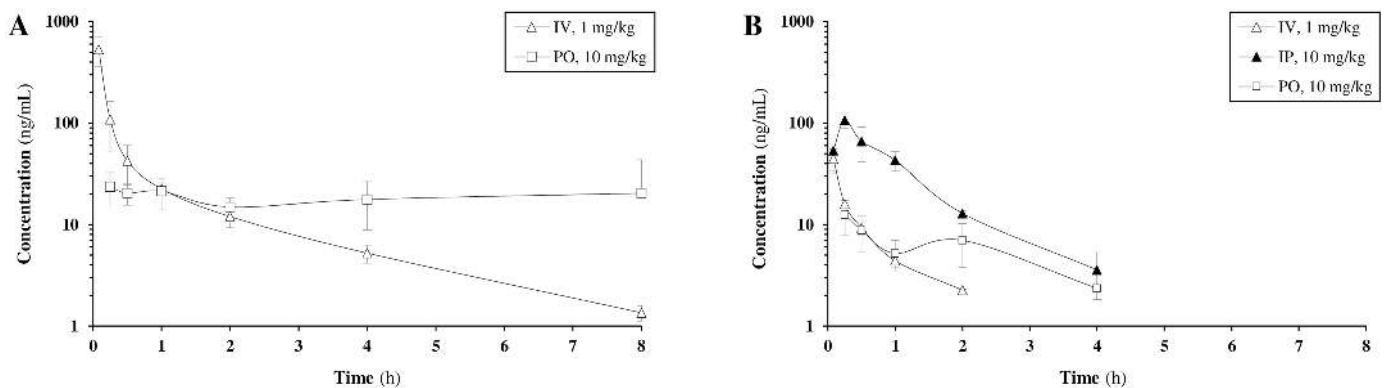 A
IV, 1 mg/kg
PO, 10 mg/kg
Concentration (ng/mL)
1000
100
10
1
0 1 2 3 4 5 6 7 8
Time (h)
B
IV, 1 mg/kg
IP, 10 mg/kg
PO, 10 mg/kg
Concentration (ng/mL)
1000
100
10
1
0 1 2 3 4 5 6 7 8
Time (h)